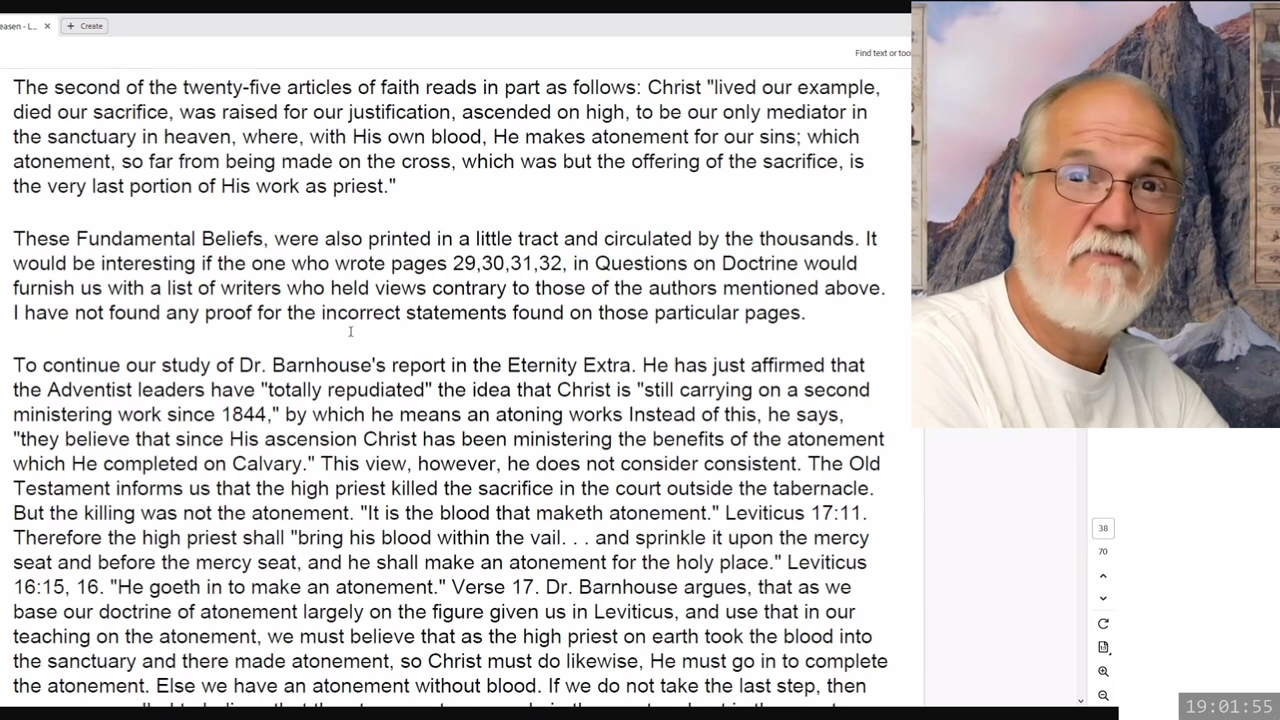 easen - L...
Create
Find text or too
The second of the twenty-five articles of faith reads in part as follows: Christ "lived our example,
died our sacrifice, was raised for our justification, ascended on high, to be our only mediator in
the sanctuary in heaven, where, with His own blood, He makes atonement for our sins; which
atonement, so far from being made on the cross, which was but the offering of the sacrifice, is
the very last portion of His work as priest."
These Fundamental Beliefs, were also printed in a little tract and circulated by the thousands. It
would be interesting if the one who wrote pages 29,30,31,32, in Questions on Doctrine would
furnish us with a list of writers who held views contrary to those of the authors mentioned above.
I have not found any proof for the incorrect statements found on those particular pages.
To continue our study of Dr. Barnhouse's report in the Eternity Extra. He has just affirmed that
the Adventist leaders have "totally repudiated" the idea that Christ is "still carrying on a second
ministering work since 1844," by which he means an atoning works Instead of this, he says,
"they believe that since His ascension Christ has been ministering the benefits of the atonement
which He completed on Calvary." This view, however, he does not consider consistent. The Old
Testament informs us that the high priest killed the sacrifice in the court outside the tabernacle.
But the killing was not the atonement. "It is the blood that maketh atonement." Leviticus 17:11.
Therefore the high priest shall "bring his blood within the vail. . . and sprinkle it upon the mercy
seat and before the mercy seat, and he shall make an atonement for the holy place." Leviticus
16:15, 16. "He goeth in to make an atonement." Verse 17. Dr. Barnhouse argues, that as we
base our doctrine of atonement largely on the figure given us in Leviticus, and use that in our
teaching on the atonement, we must believe that as the high priest on earth took the blood into
the sanctuary and there made atonement, so Christ must do likewise, He must go in to complete
the atonement. Else we have an atonement without blood. If we do not take the last step, then
38
70
19:01:55